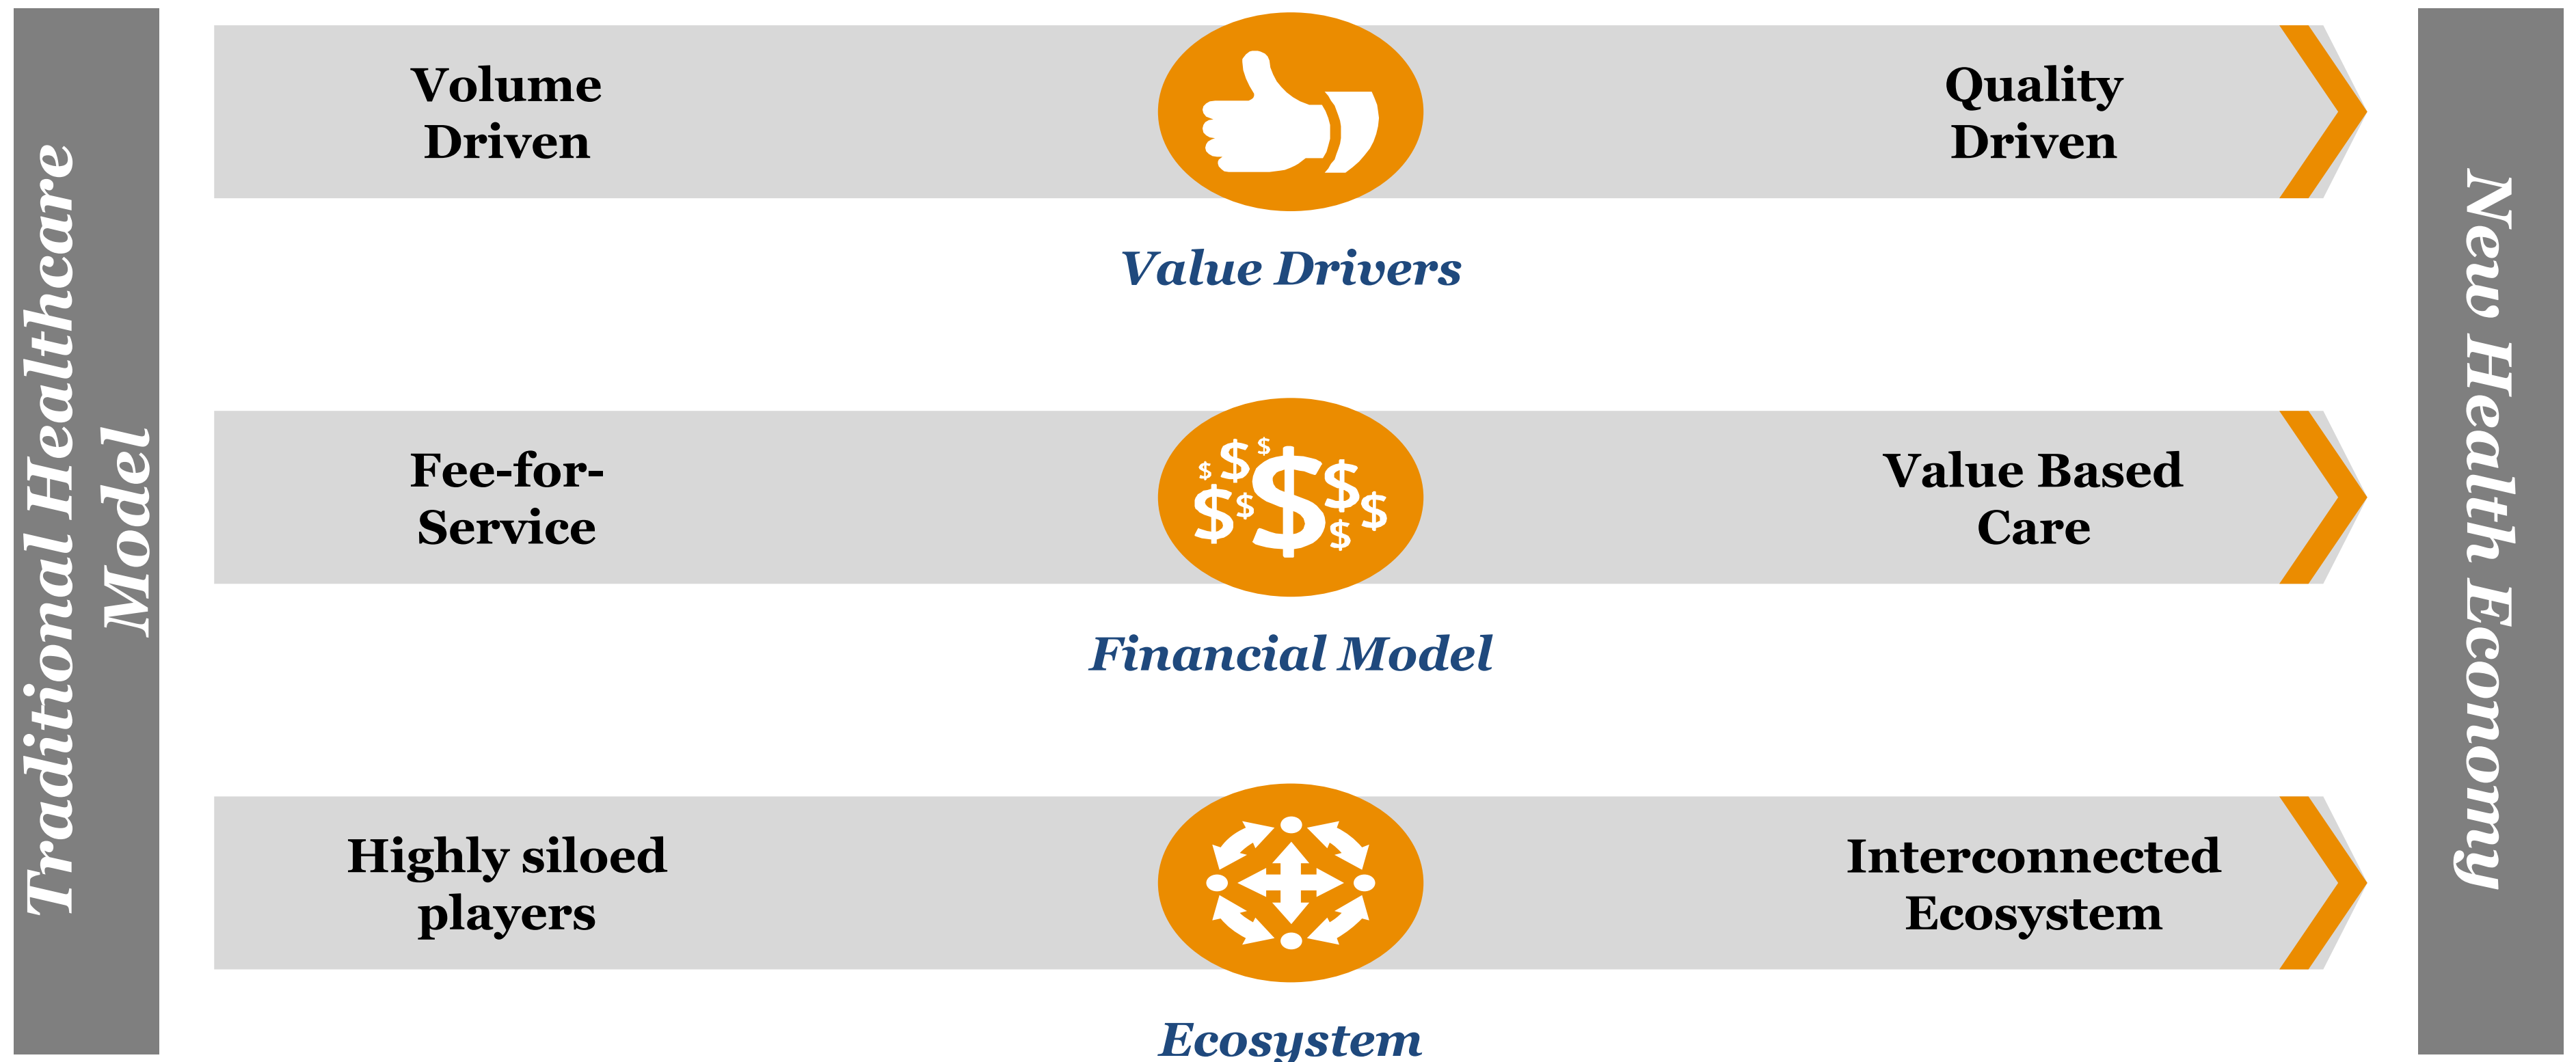 Traditional Healthcare
Model
Volume
Driven
Quality
Driven
Value Drivers
Fee-for-
Service
$ $ $ $ $ $ $ $ $
Value Based
Care
Financial Model
Highly siloed
players
Interconnected
Ecosystem
Ecosystem
New Health Economy